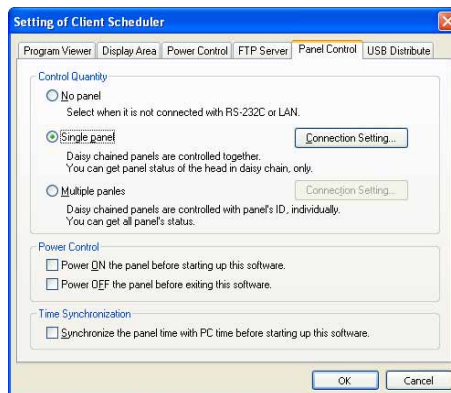 Setting of Client Scheduler
Program Viewer Display Area Power Control FTP Server Panel Control USB Distribute
Control Quantity
No panel
Select when it is not connected with RS-232C or LAN.
Single panel Connection Setting...
Daisy chained panels are controlled together.
You can get panel status of the head in daisy chain, only.
Multiple panles Connection Setting...
Daisy chained panels are controlled with panel's ID, individually.
You can get all panel's status.
Power Control
Power ON the panel before starting up this software.
Power OFF the panel before exiting this software.
Time Synchronization
Synchronize the panel time with PC time before starting up this software.
OK Cancel